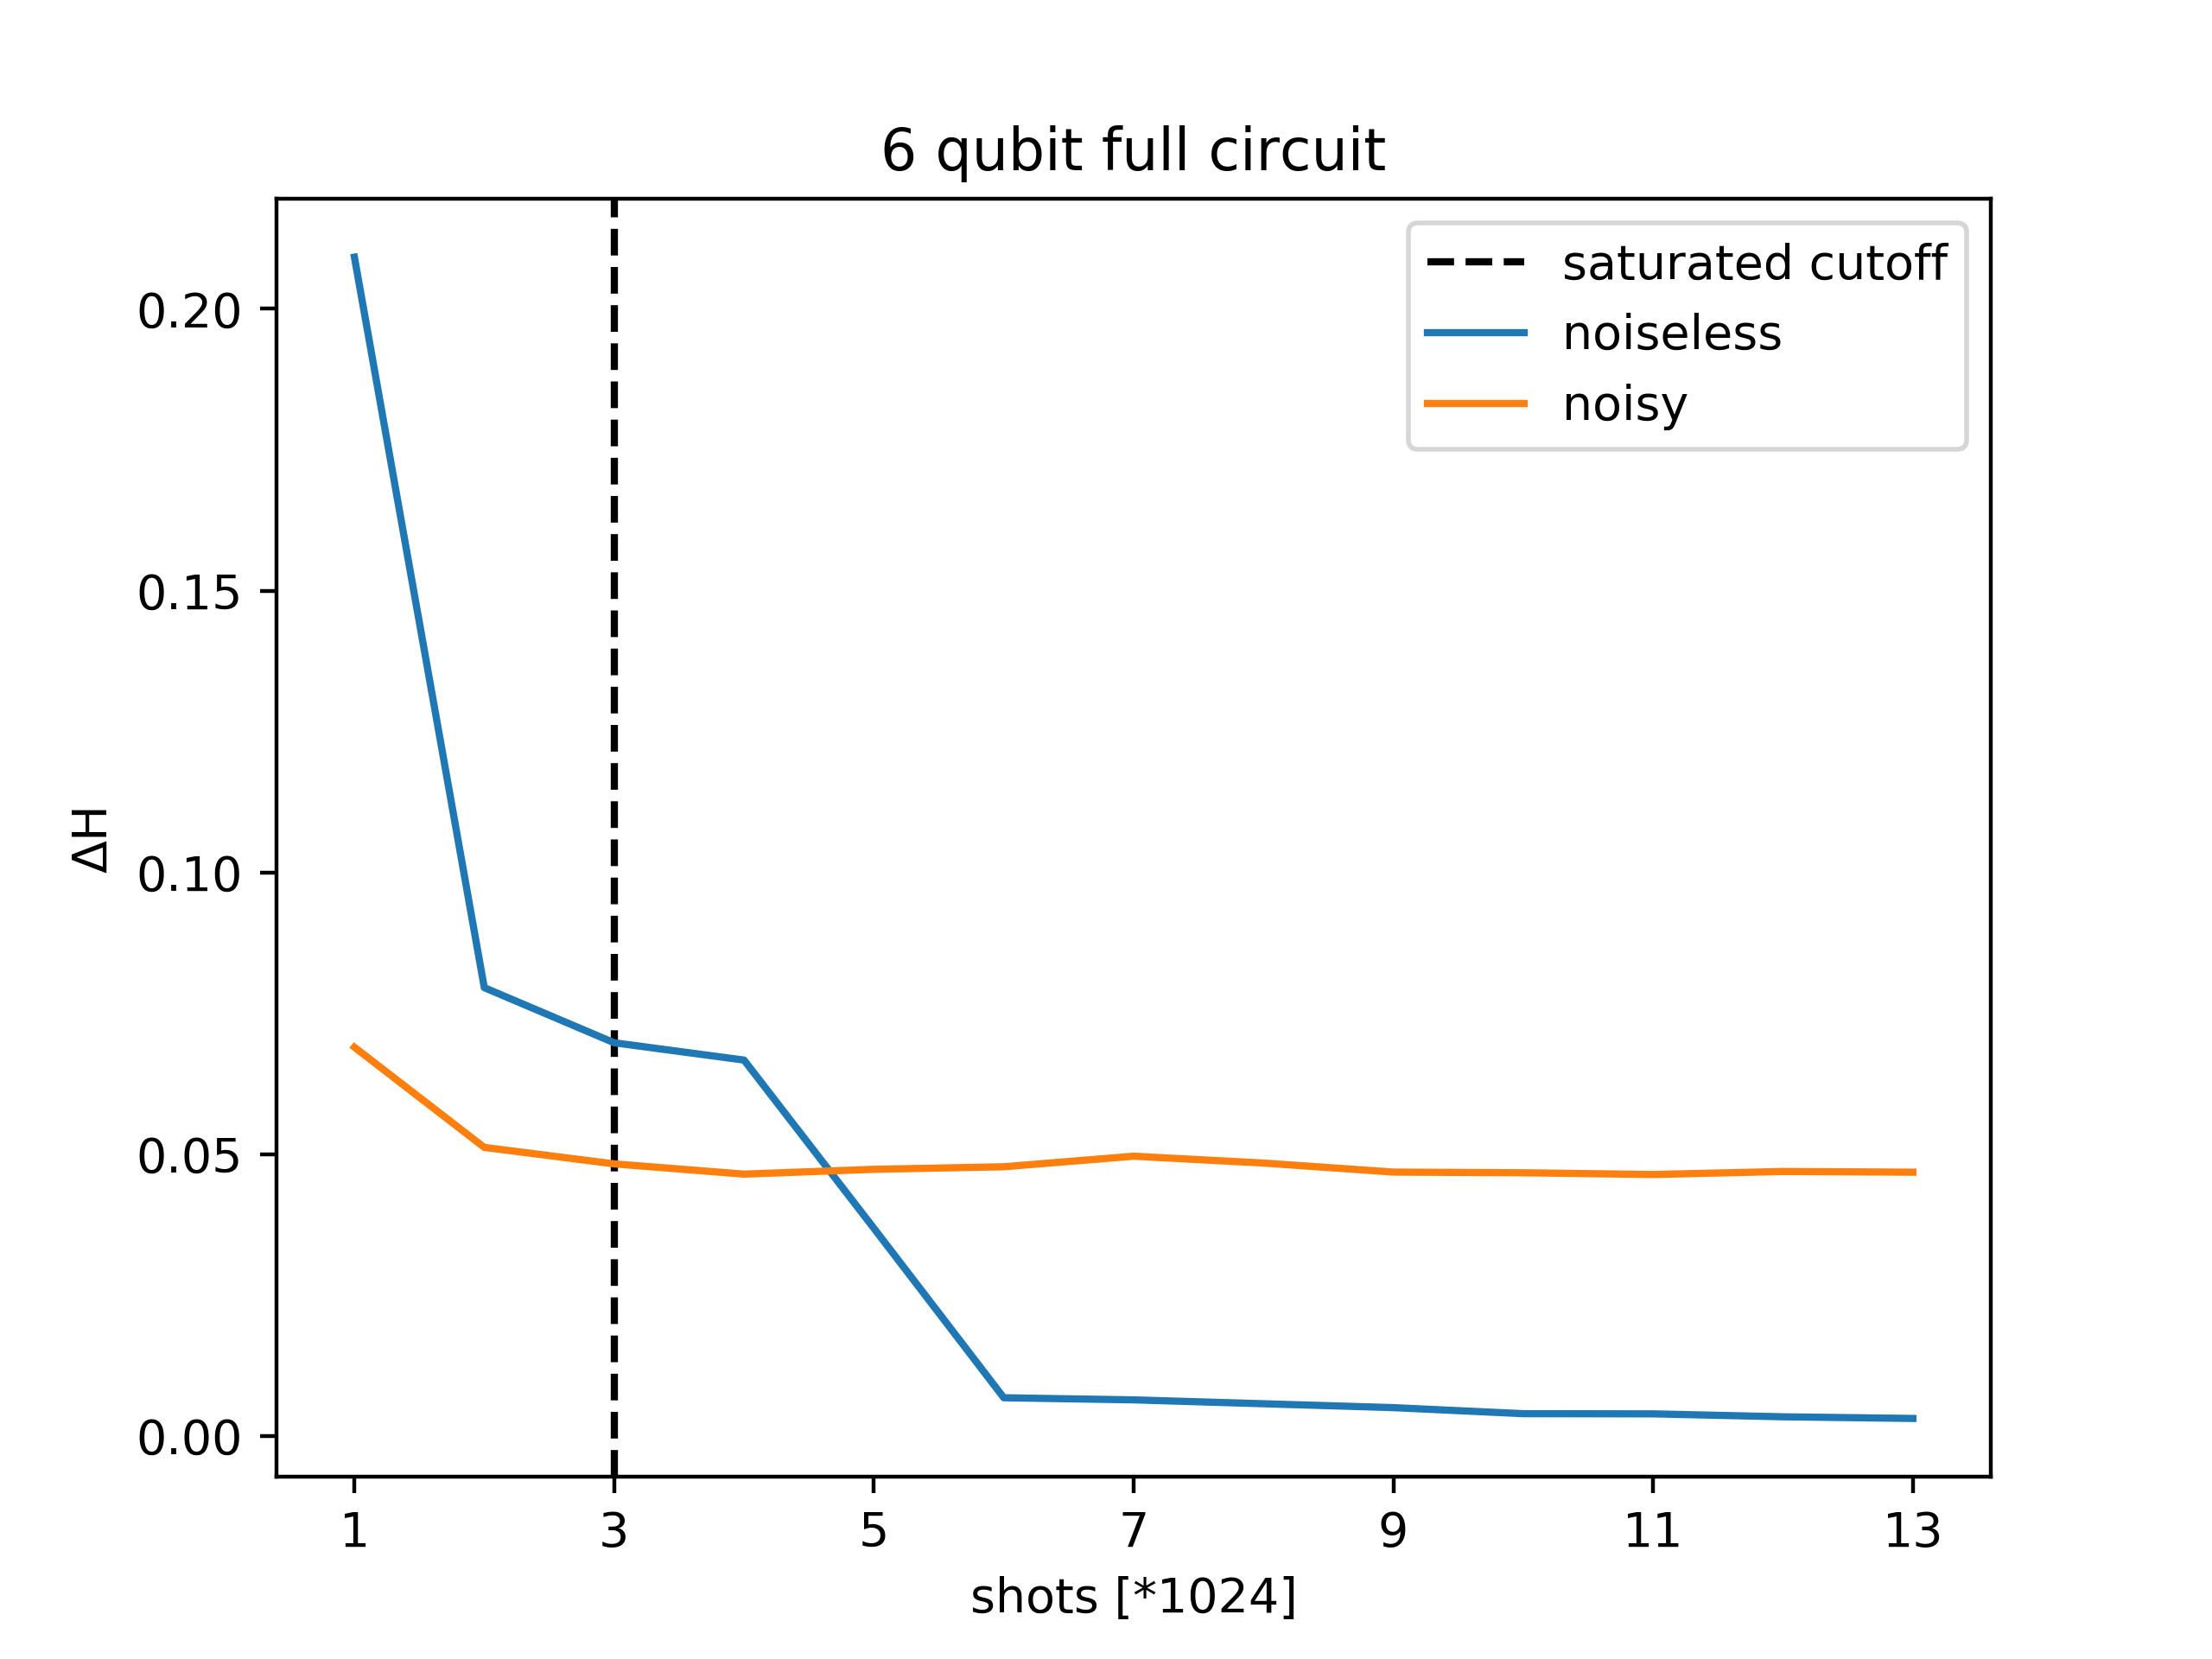 6 qubit full circuit
saturated cutoff
noiseless
noisy
0.20
0.15
0.10
0.05
0.00
ΔH
1 3 5 7 9 11 13
shots [*1024]